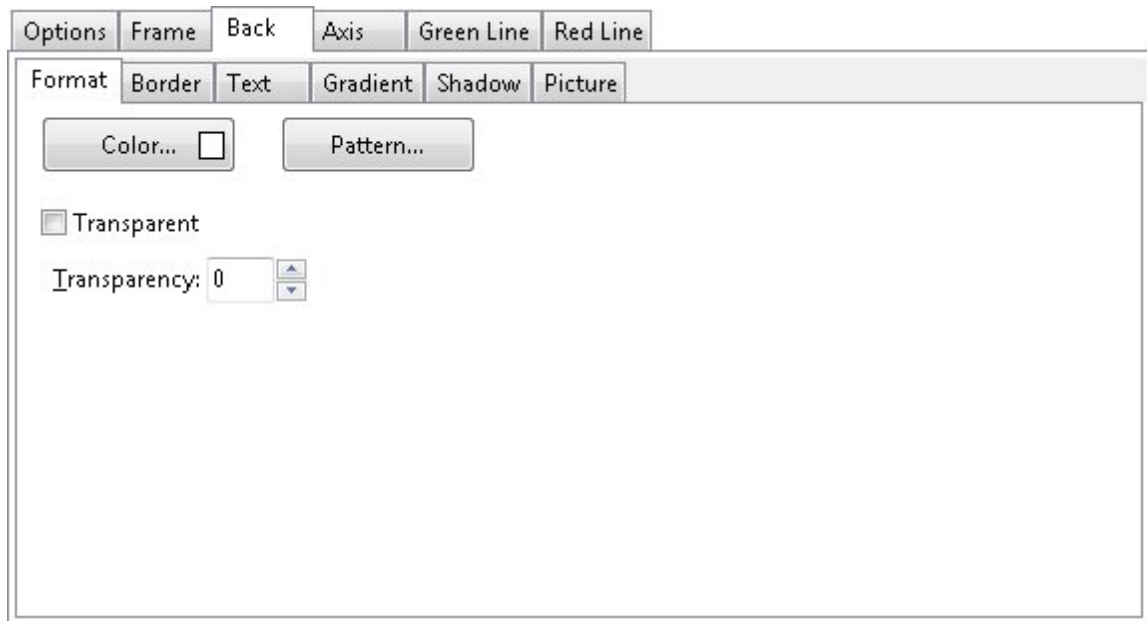 Options Frame Back Axis Green Line Red Line
Format Border Text Gradient Shadow Picture
Color... Pattern...
Transparent
Transparency: 0